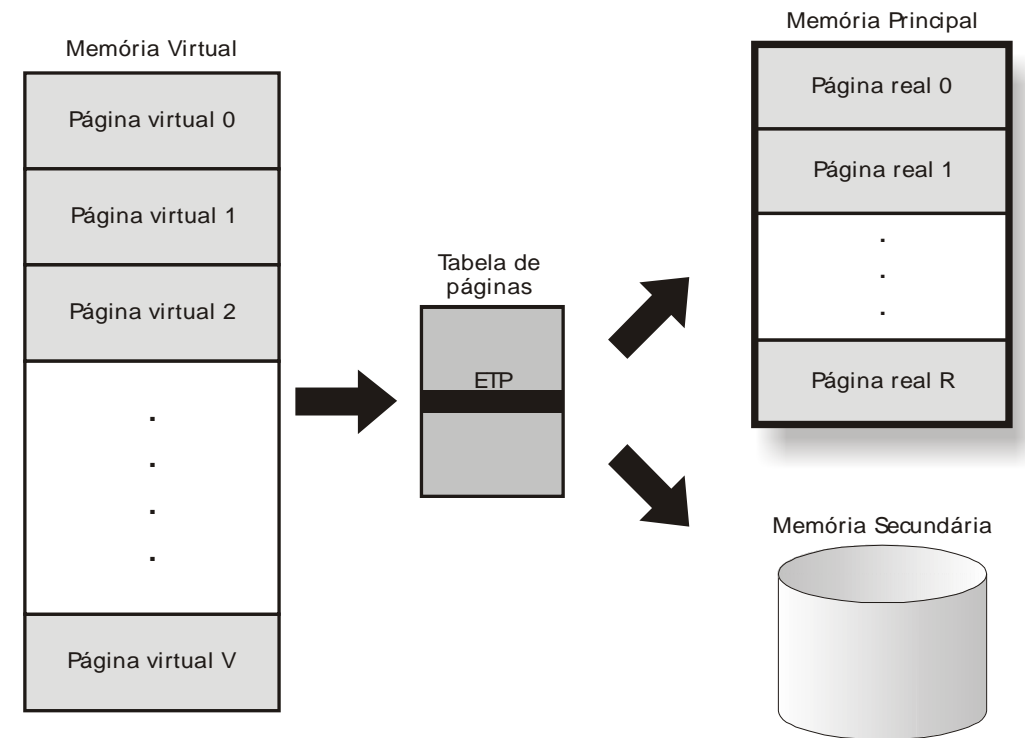 Memória Virtual
Página virtual 0
Página virtual 1
Página virtual 2
.
.
.
.
Página virtual V
Tabela de
páginas
ETP
Memória Principal
Página real 0
Página real 1
.
.
.
Página real R
Memória Secundária